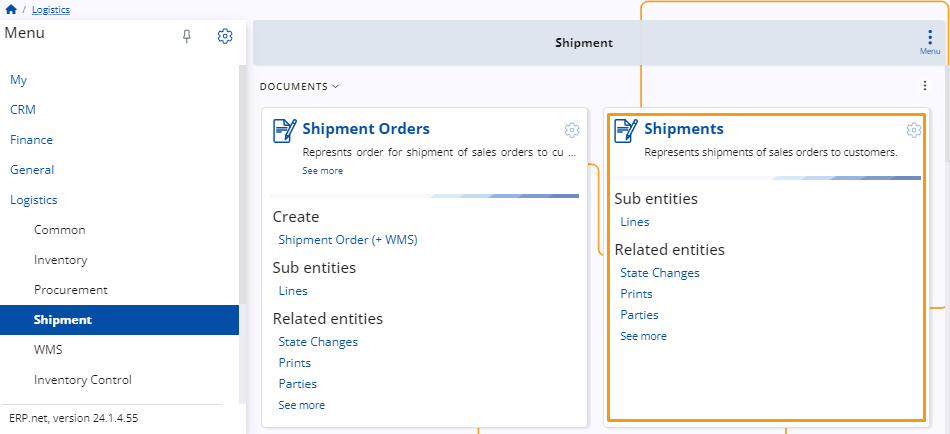 / Logistics
Menu
Shipment
Menu
My
CRM
Finance
General
Logistics
Common
Inventory
Procurement
Shipment
WMS
Inventory Control
ERP.net, version 24.1.4.55
DOCUMENTS
Shipment Orders
Represnts order for shipment of sales orders to cu ...
See more
Create
Shipment Order (+ WMS)
Sub entities
Lines
Related entities
State Changes
Prints
Parties
See more
Shipments
Represents shipments of sales orders to customers.
Sub entities
Lines
Related entities
State Changes
Prints
Parties
See more